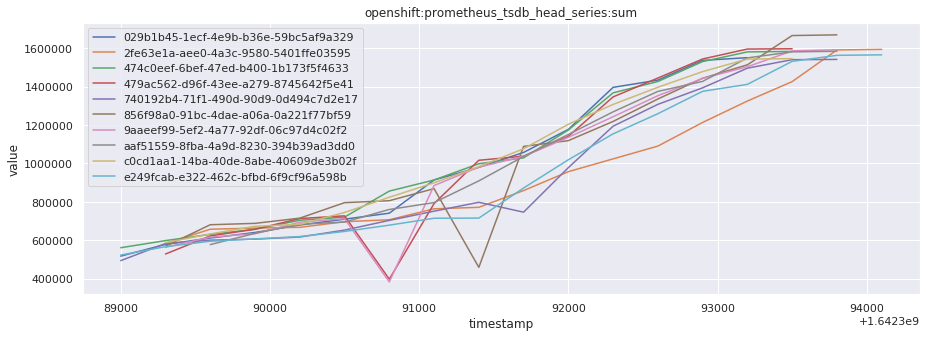 openshift:prometheus_tsdb_head_series:sum
029b1b45-1ecf-4e9b-b36e-59bc5af9a329
2fe63e1a-aee0-4a3c-9580-5401ffe03595
474c0eef-6bef-47ed-b400-1b173f5f4633
479ac562-d96f-43ee-a279-8745642f5e41
740192b4-71f1-490d-90d9-0d494c7d2e17
856f98a0-91bc-4dae-a06a-0a221f77bf59
9aaeef99-5ef2-4a77-92df-06c97d4c02f2
aaf51559-8fba-4a9d-8230-394b39ad3dd0
c0cd1aa1-14ba-40de-8abe-40609de3b02f
e249fcab-e322-462c-bfbd-6f9cf96a598b
1600000
1400000
1200000
1000000
800000
600000
400000
value
89000 90000 91000 92000 93000 94000
timestamp
+1.6423e9